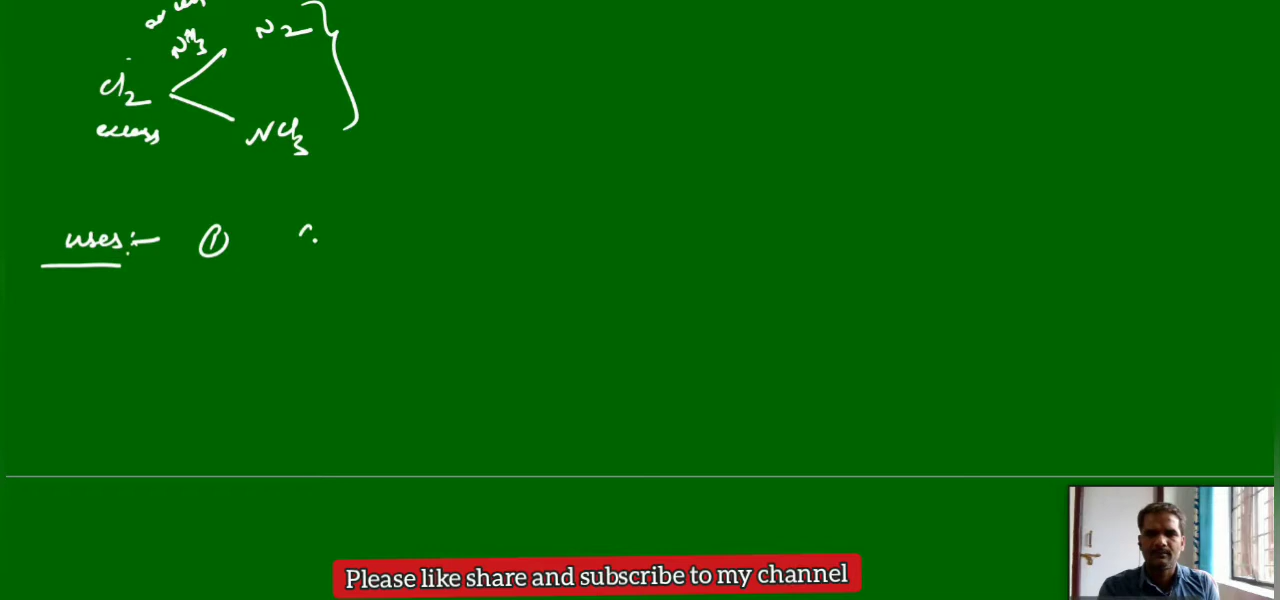 NH3 N2
Cl2
excess NCl3
uses:- ①
Please like share and subscribe to my channel